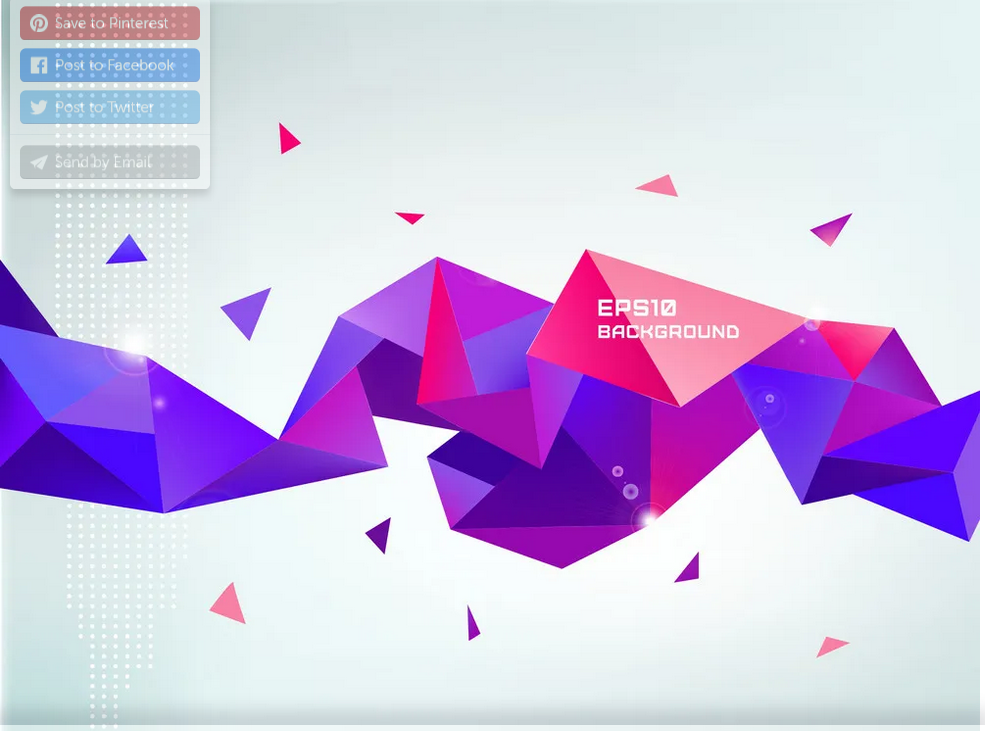 Save to Pinterest
Post to Facebook
Post to Twitter
Send by Email
EPS10
BACKGROUND